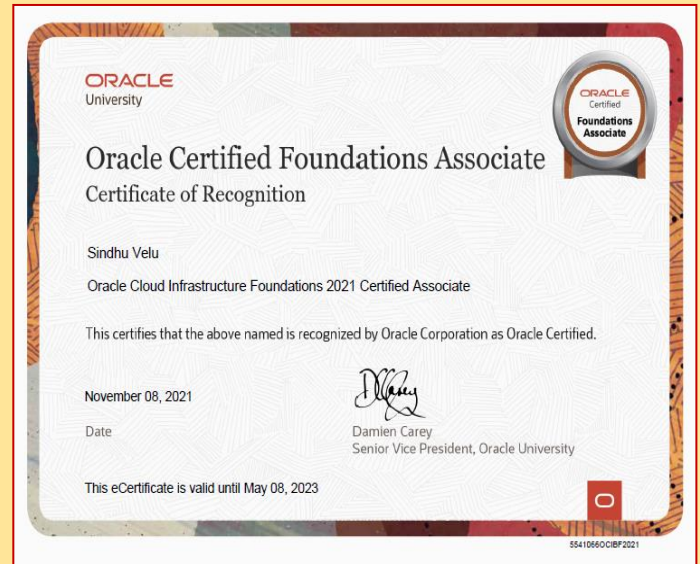 ORACLE
University
ORACLE
Certified
Foundations
Associate
Oracle Certified Foundations Associate
Certificate of Recognition
Sindhu Velu
Oracle Cloud Infrastructure Foundations 2021 Certified Associate
This certifies that the above named is recognized by Oracle Corporation as Oracle Certified.
November 08, 2021
Date
Damien Carey
Senior Vice President, Oracle University
This eCertificate is valid until May 08, 2023
5541066OCIBF2021